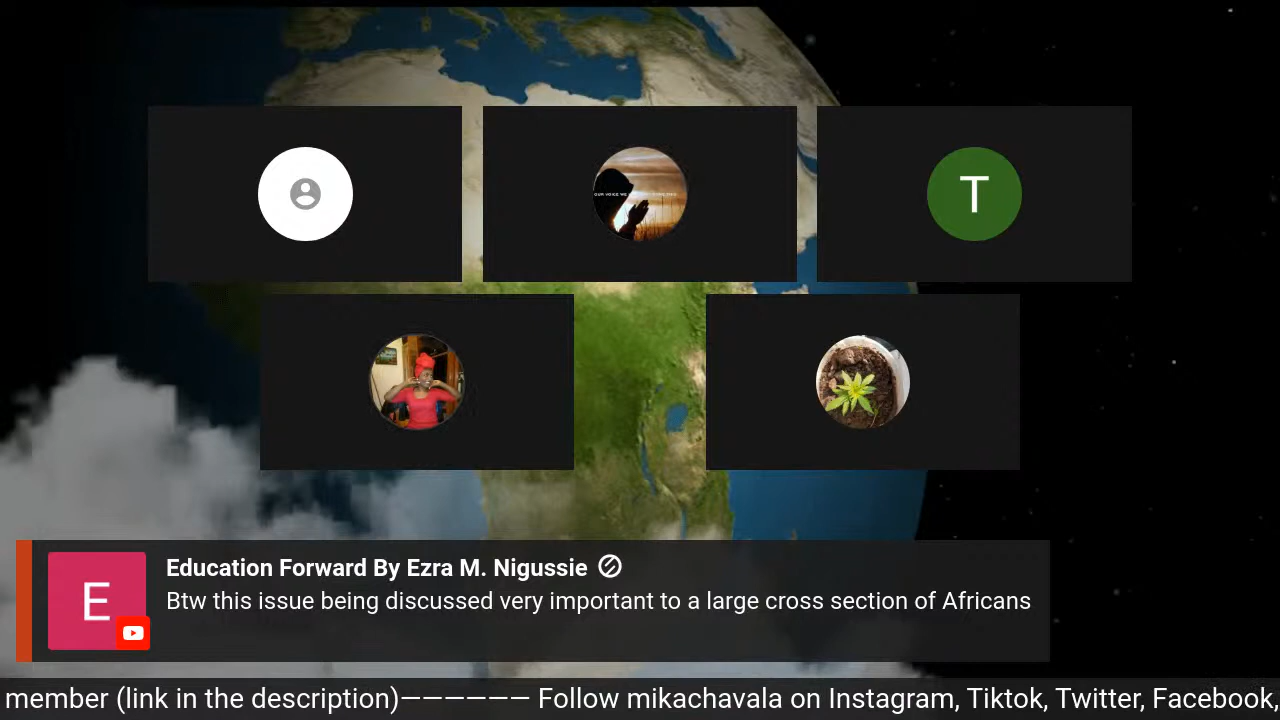 T
Education Forward By Ezra M. Nigussie
E
Btw this issue being discussed very important to a large cross section of Africans
member (link in the description)—————— Follow mikachavala on Instagram, Tiktok, Twitter, Facebook,